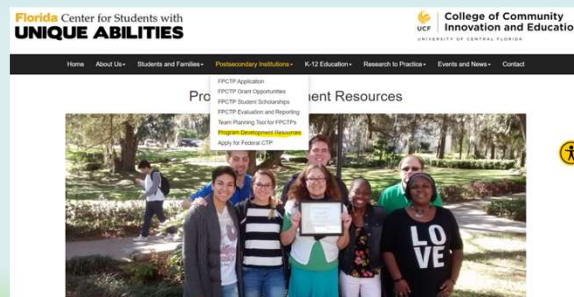 Florida Center for Students with
UNIQUE ABILITIES
UCF
College of Community
Innovation and Educatio
UNIVERSITY OF CENTRAL FLORIDA
Home About Us Students and Families Postsecondary Institutions K-12 Education Research to Practice Events and News Contact
FPCTP Application
FPCTP Grant Opportunities
FPCTP Student Scholarships
FPCTP Evaluation and Reporting
Team Planning Tool for FPCTPs
Program Development Resources
Apply for Federal CTP
Pro ent Resources
LO
VE